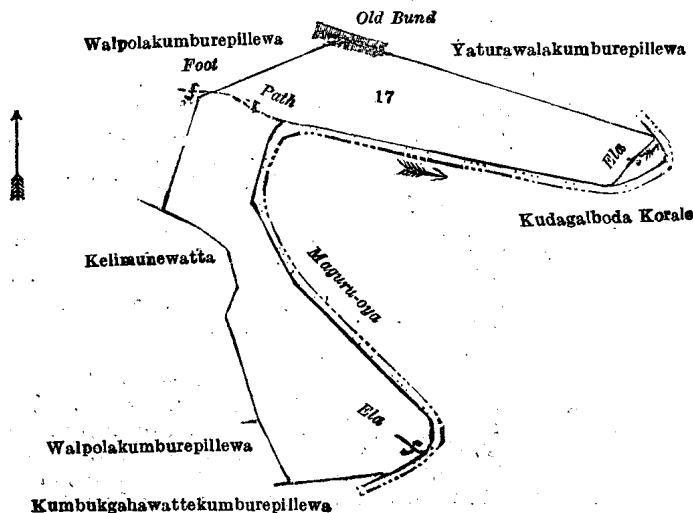 Old Bund
Walpolakumburepillewa
Yaturawalakumburepillewa
Foot
Path
17
Ela
Kudagalboda Korale
Kelimunewatta
Maguru-oya
Ela
Walpolakumburepillewa
Kumbukgahawattekumburepillewa